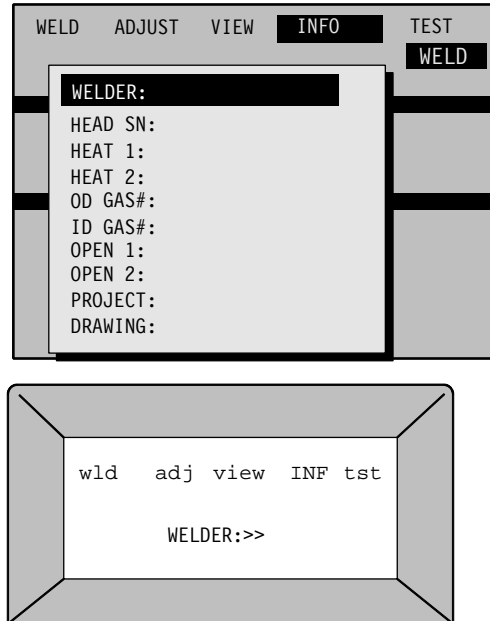 WELD ADJUST VIEW INFO TEST
WELD
WELDER:
HEAD SN:
HEAT 1:
HEAT 2:
OD GAS#:
ID GAS#:
OPEN 1:
OPEN 2:
PROJECT:
DRAWING:
wld adj view INF tst
WELDER:>>